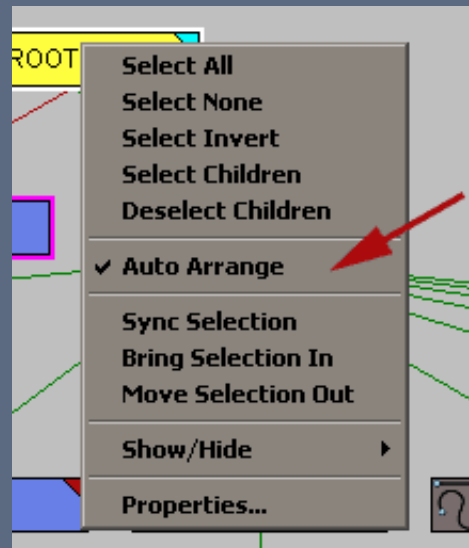 ROOT
Select All
Select None
Select Invert
Select Children
Deselect Children
Auto Arrange
Sync Selection
Bring Selection In
Move Selection Out
Show/Hide
Properties...